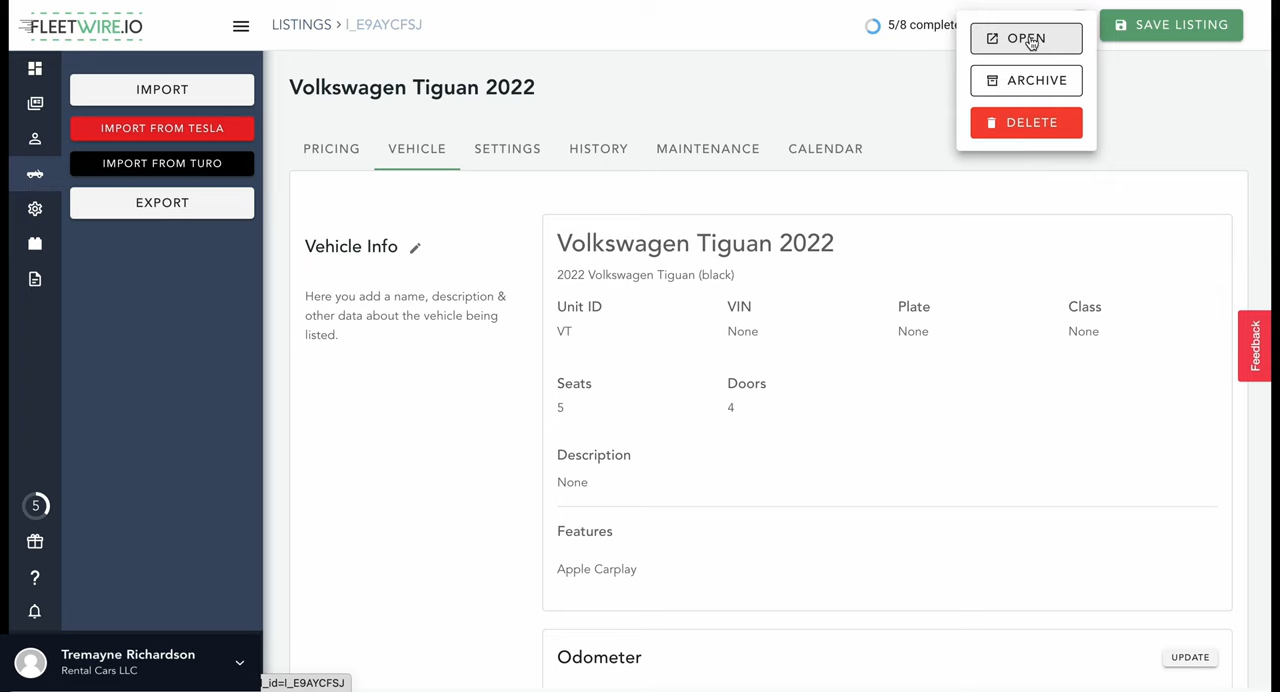 FLEETWIRE.IO
LISTINGS > I_E9AYCFSJ
5/8 complete
OPEN
ARCHIVE
DELETE
SAVE LISTING
IMPORT
IMPORT FROM TESLA
IMPORT FROM TURO
EXPORT
Volkswagen Tiguan 2022
PRICING
VEHICLE
SETTINGS
HISTORY
MAINTENANCE
CALENDAR
Vehicle Info
Here you add a name, description &
other data about the vehicle being
listed.
Volkswagen Tiguan 2022
2022 Volkswagen Tiguan (black)
Unit ID
VT
VIN
None
Plate
None
Class
None
Seats
5
Doors
4
Description
None
Features
Apple Carplay
Odometer
UPDATE
Feedback
5
?
Tremayne Richardson
Rental Cars LLC
_id=I_E9AYCFSJ